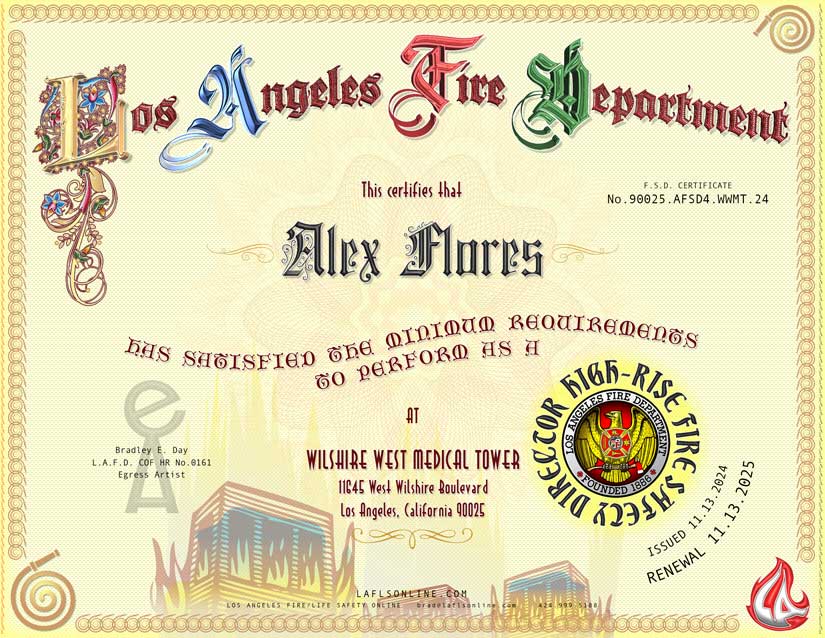 Los Angeles Fire Department
This certifies that
F.S.D. CERTIFICATE
No.90025.AFSD4.WWMT.24
Alex Flores
HAS SATISFIED THE MINIMUM REQUIREMENTS
TO PERFORM AS A
HIGH-RISE FIRE SAFETY DIRECTOR
LOS ANGELES FIRE DEPARTMENT
FOUNDED 1886
AT
WILSHIRE WEST MEDICAL TOWER
11645 West Wilshire Boulevard
Los Angeles, California 90025
Bradley E. Day
L.A.F.D. COF HR No.0161
Egress Artist
ISSUED 11.13.2024
RENEWAL 11.13.2025
LAFLSONLINE.COM
LOS ANGELES FIRE/LIFE SAFETY ONLINE brad@laflsonline.com